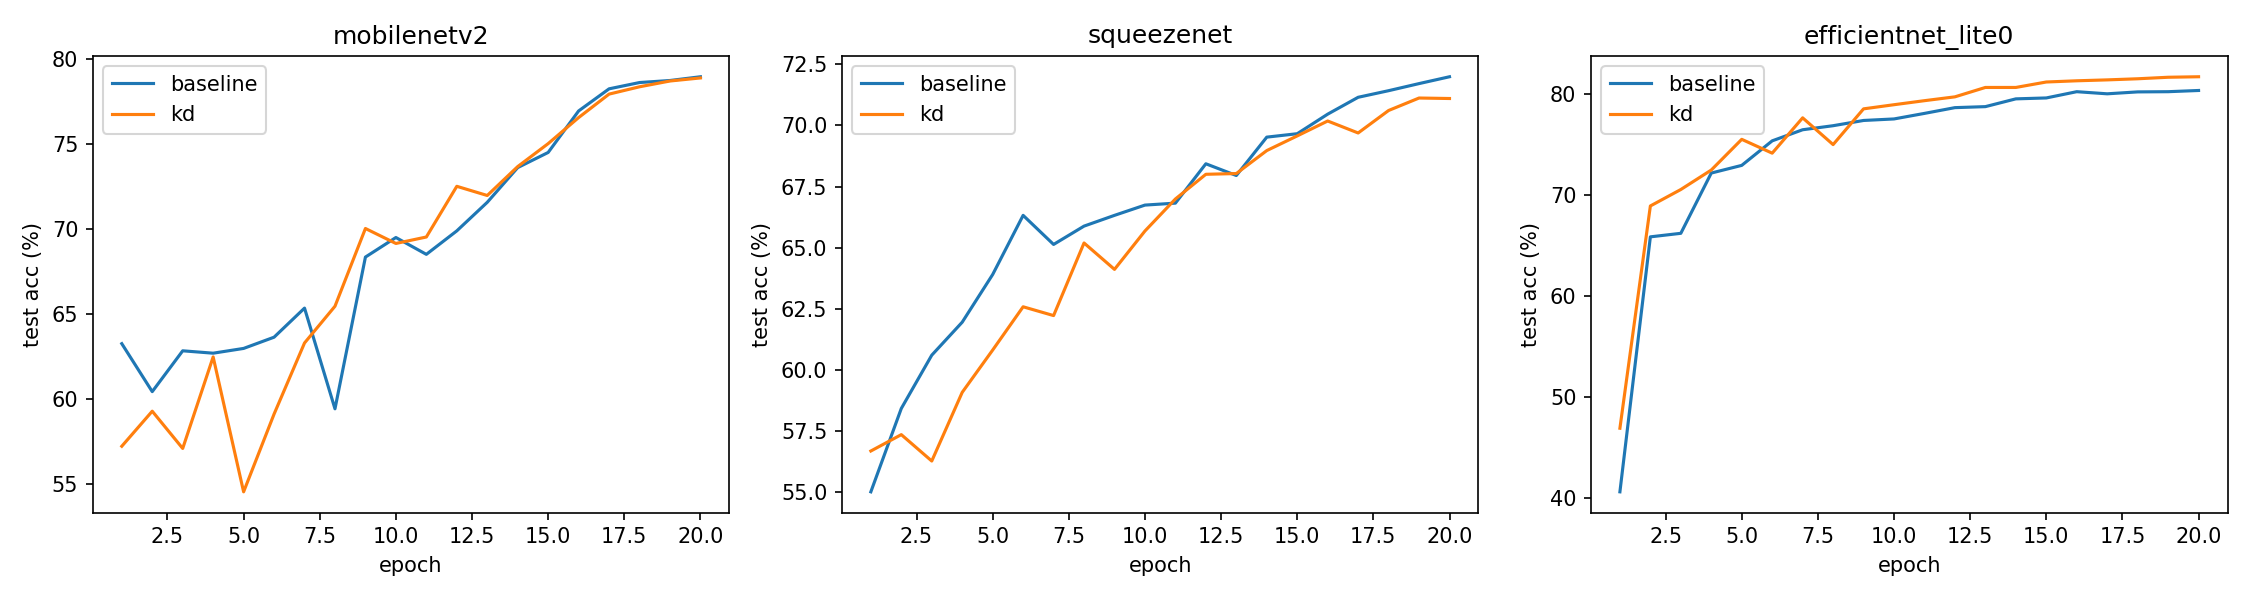 mobilenetv2
80
75
70
65
60
55
test acc (%)
baseline
kd
2.5 5.0 7.5 10.0 12.5 15.0 17.5 20.0
epoch
squeezenet
72.5
70.0
67.5
65.0
62.5
60.0
57.5
55.0
test acc (%)
baseline
kd
2.5 5.0 7.5 10.0 12.5 15.0 17.5 20.0
epoch
efficientnet_lite0
80
70
60
50
40
test acc (%)
baseline
kd
2.5 5.0 7.5 10.0 12.5 15.0 17.5 20.0
epoch